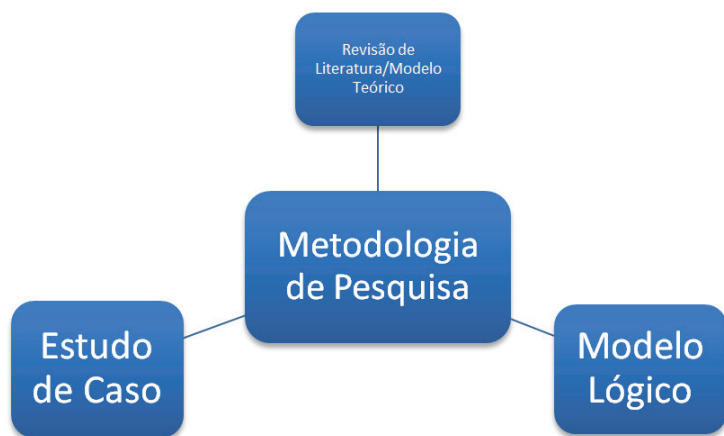 Revisão de
Literatura/Modelo
Teórico
Metodologia
de Pesquisa
Estudo
de Caso
Modelo
Lógico